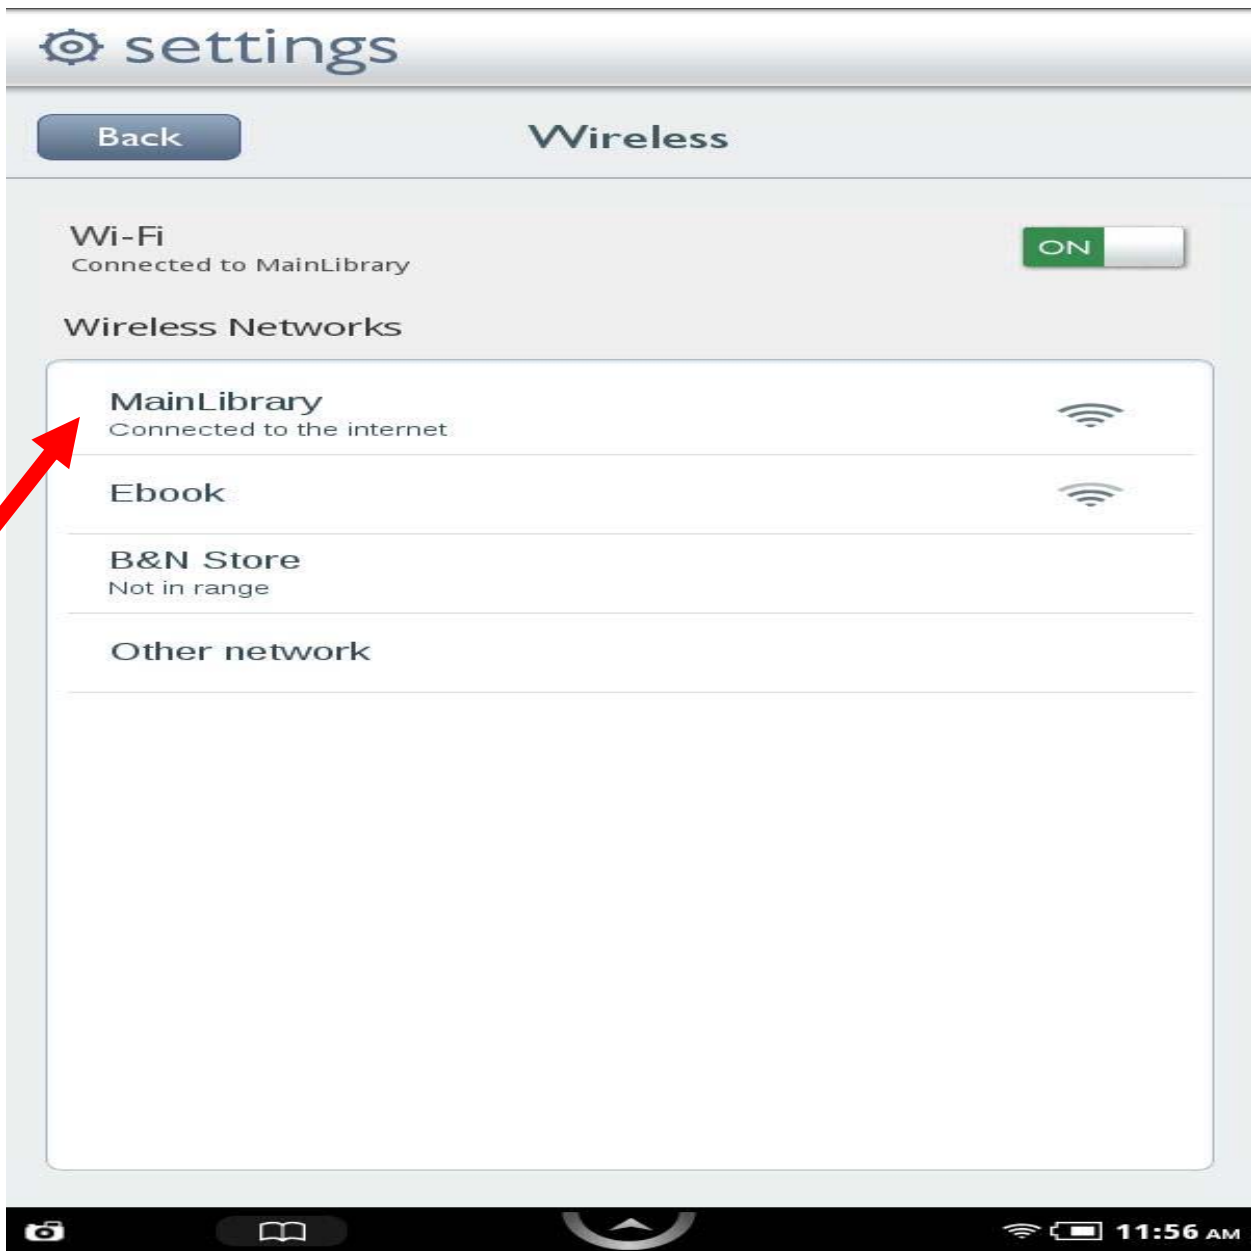 settings
Back
Wireless
Wi-Fi
Connected to MainLibrary
ON
Wireless Networks
MainLibrary
Connected to the internet
Ebook
B&N Store
Not in range
Other network
11:56 AM